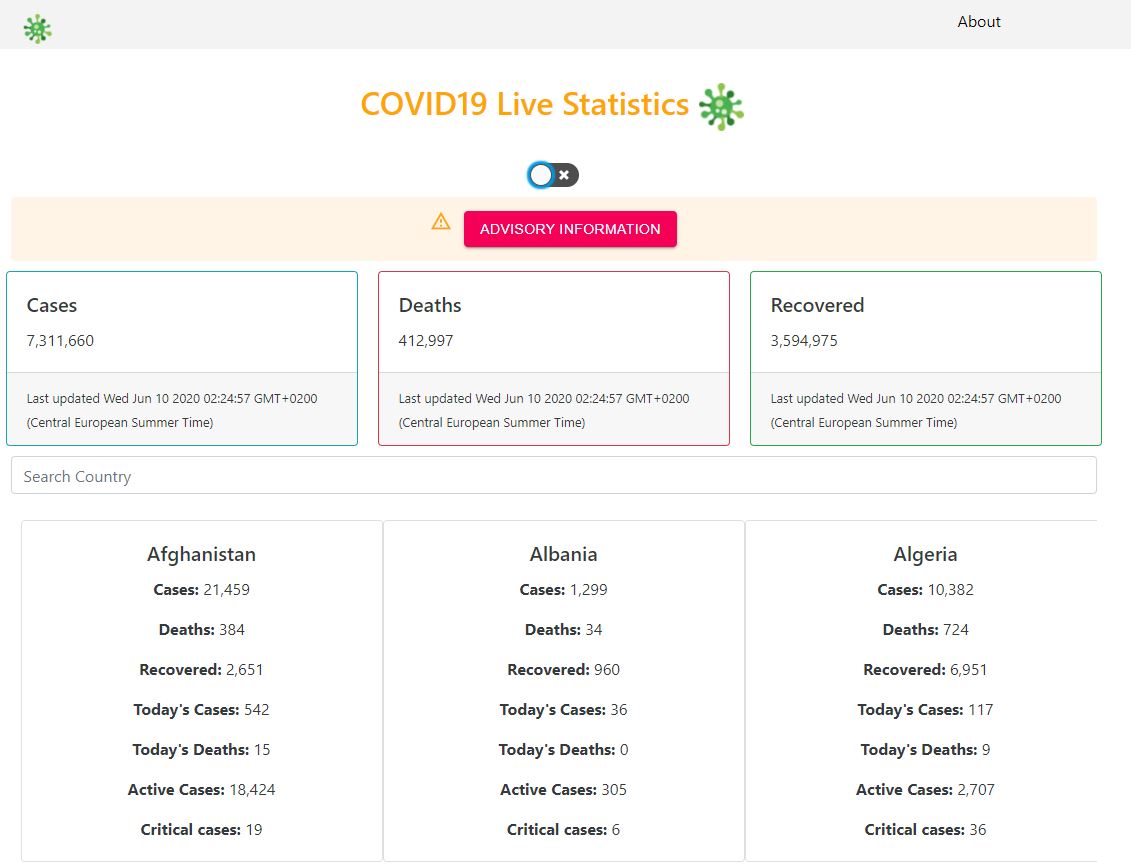 About
COVID19 Live Statistics
ADVISORY INFORMATION
Cases
7,311,660
Last updated Wed Jun 10 2020 02:24:57 GMT+0200
(Central European Summer Time)
Deaths
412,997
Last updated Wed Jun 10 2020 02:24:57 GMT+0200
(Central European Summer Time)
Recovered
3,594,975
Last updated Wed Jun 10 2020 02:24:57 GMT+0200
(Central European Summer Time)
Search Country
Afghanistan
Cases: 21,459
Deaths: 384
Recovered: 2,651
Today's Cases: 542
Today's Deaths: 15
Active Cases: 18,424
Critical cases: 19
Albania
Cases: 1,299
Deaths: 34
Recovered: 960
Today's Cases: 36
Today's Deaths: 0
Active Cases: 305
Critical cases: 6
Algeria
Cases: 10,382
Deaths: 724
Recovered: 6,951
Today's Cases: 117
Today's Deaths: 9
Active Cases: 2,707
Critical cases: 36